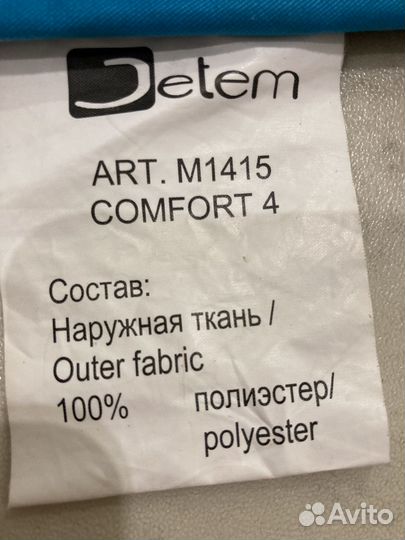 Jetem
ART. M1415
COMFORT 4
Состав:
Наружная ткань /
Outer fabric
100% полиэстер/
polyester
Avito